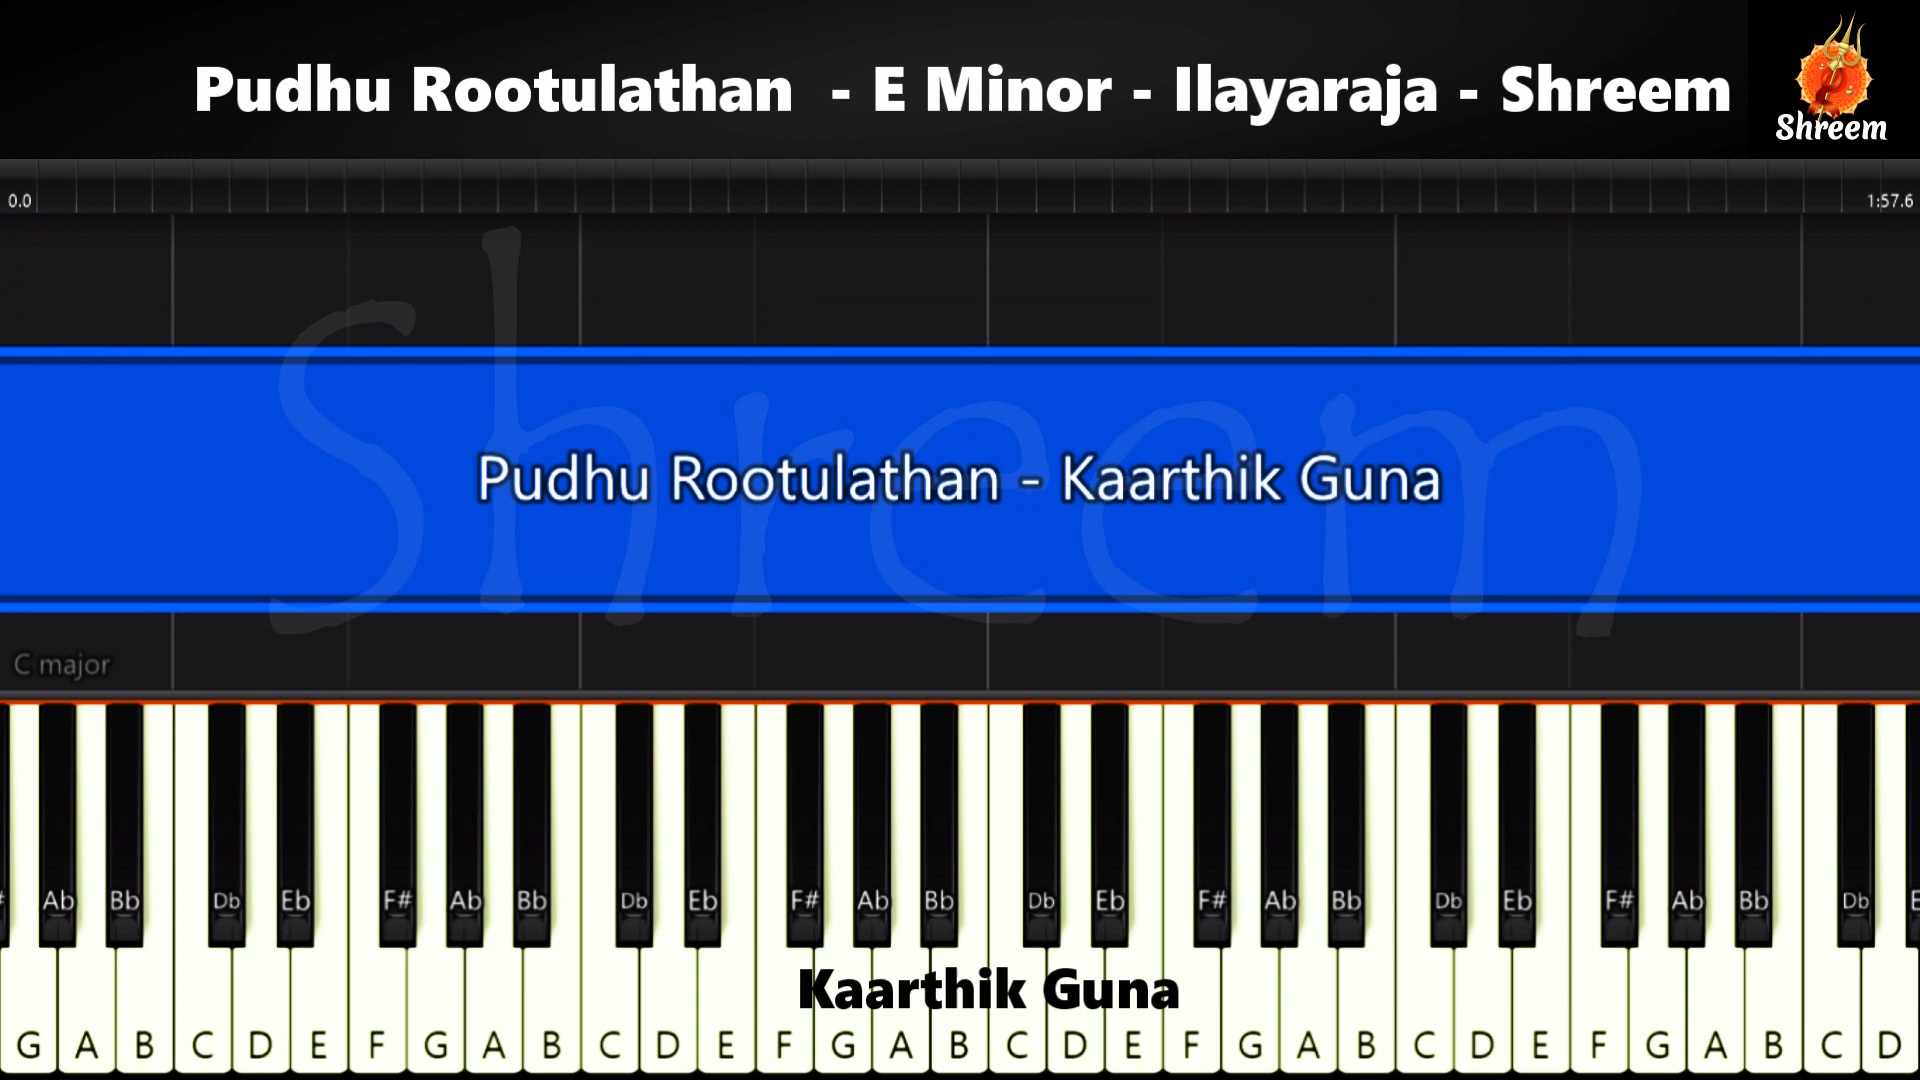 Pudhu Rootulathan - E Minor - Ilayaraja - Shreem
Shreem
0.0 1:57.6
Shreem
Pudhu Rootulathan - Kaarthik Guna
C major
# Ab Bb Db Eb F# Ab Bb Db Eb F# Ab Bb Db Eb F# Ab Bb Db Eb F# Ab Bb Db E
Kaarthik Guna
G A B C D E F G A B C D E F G A B C D E F G A B C D E F G A B C D